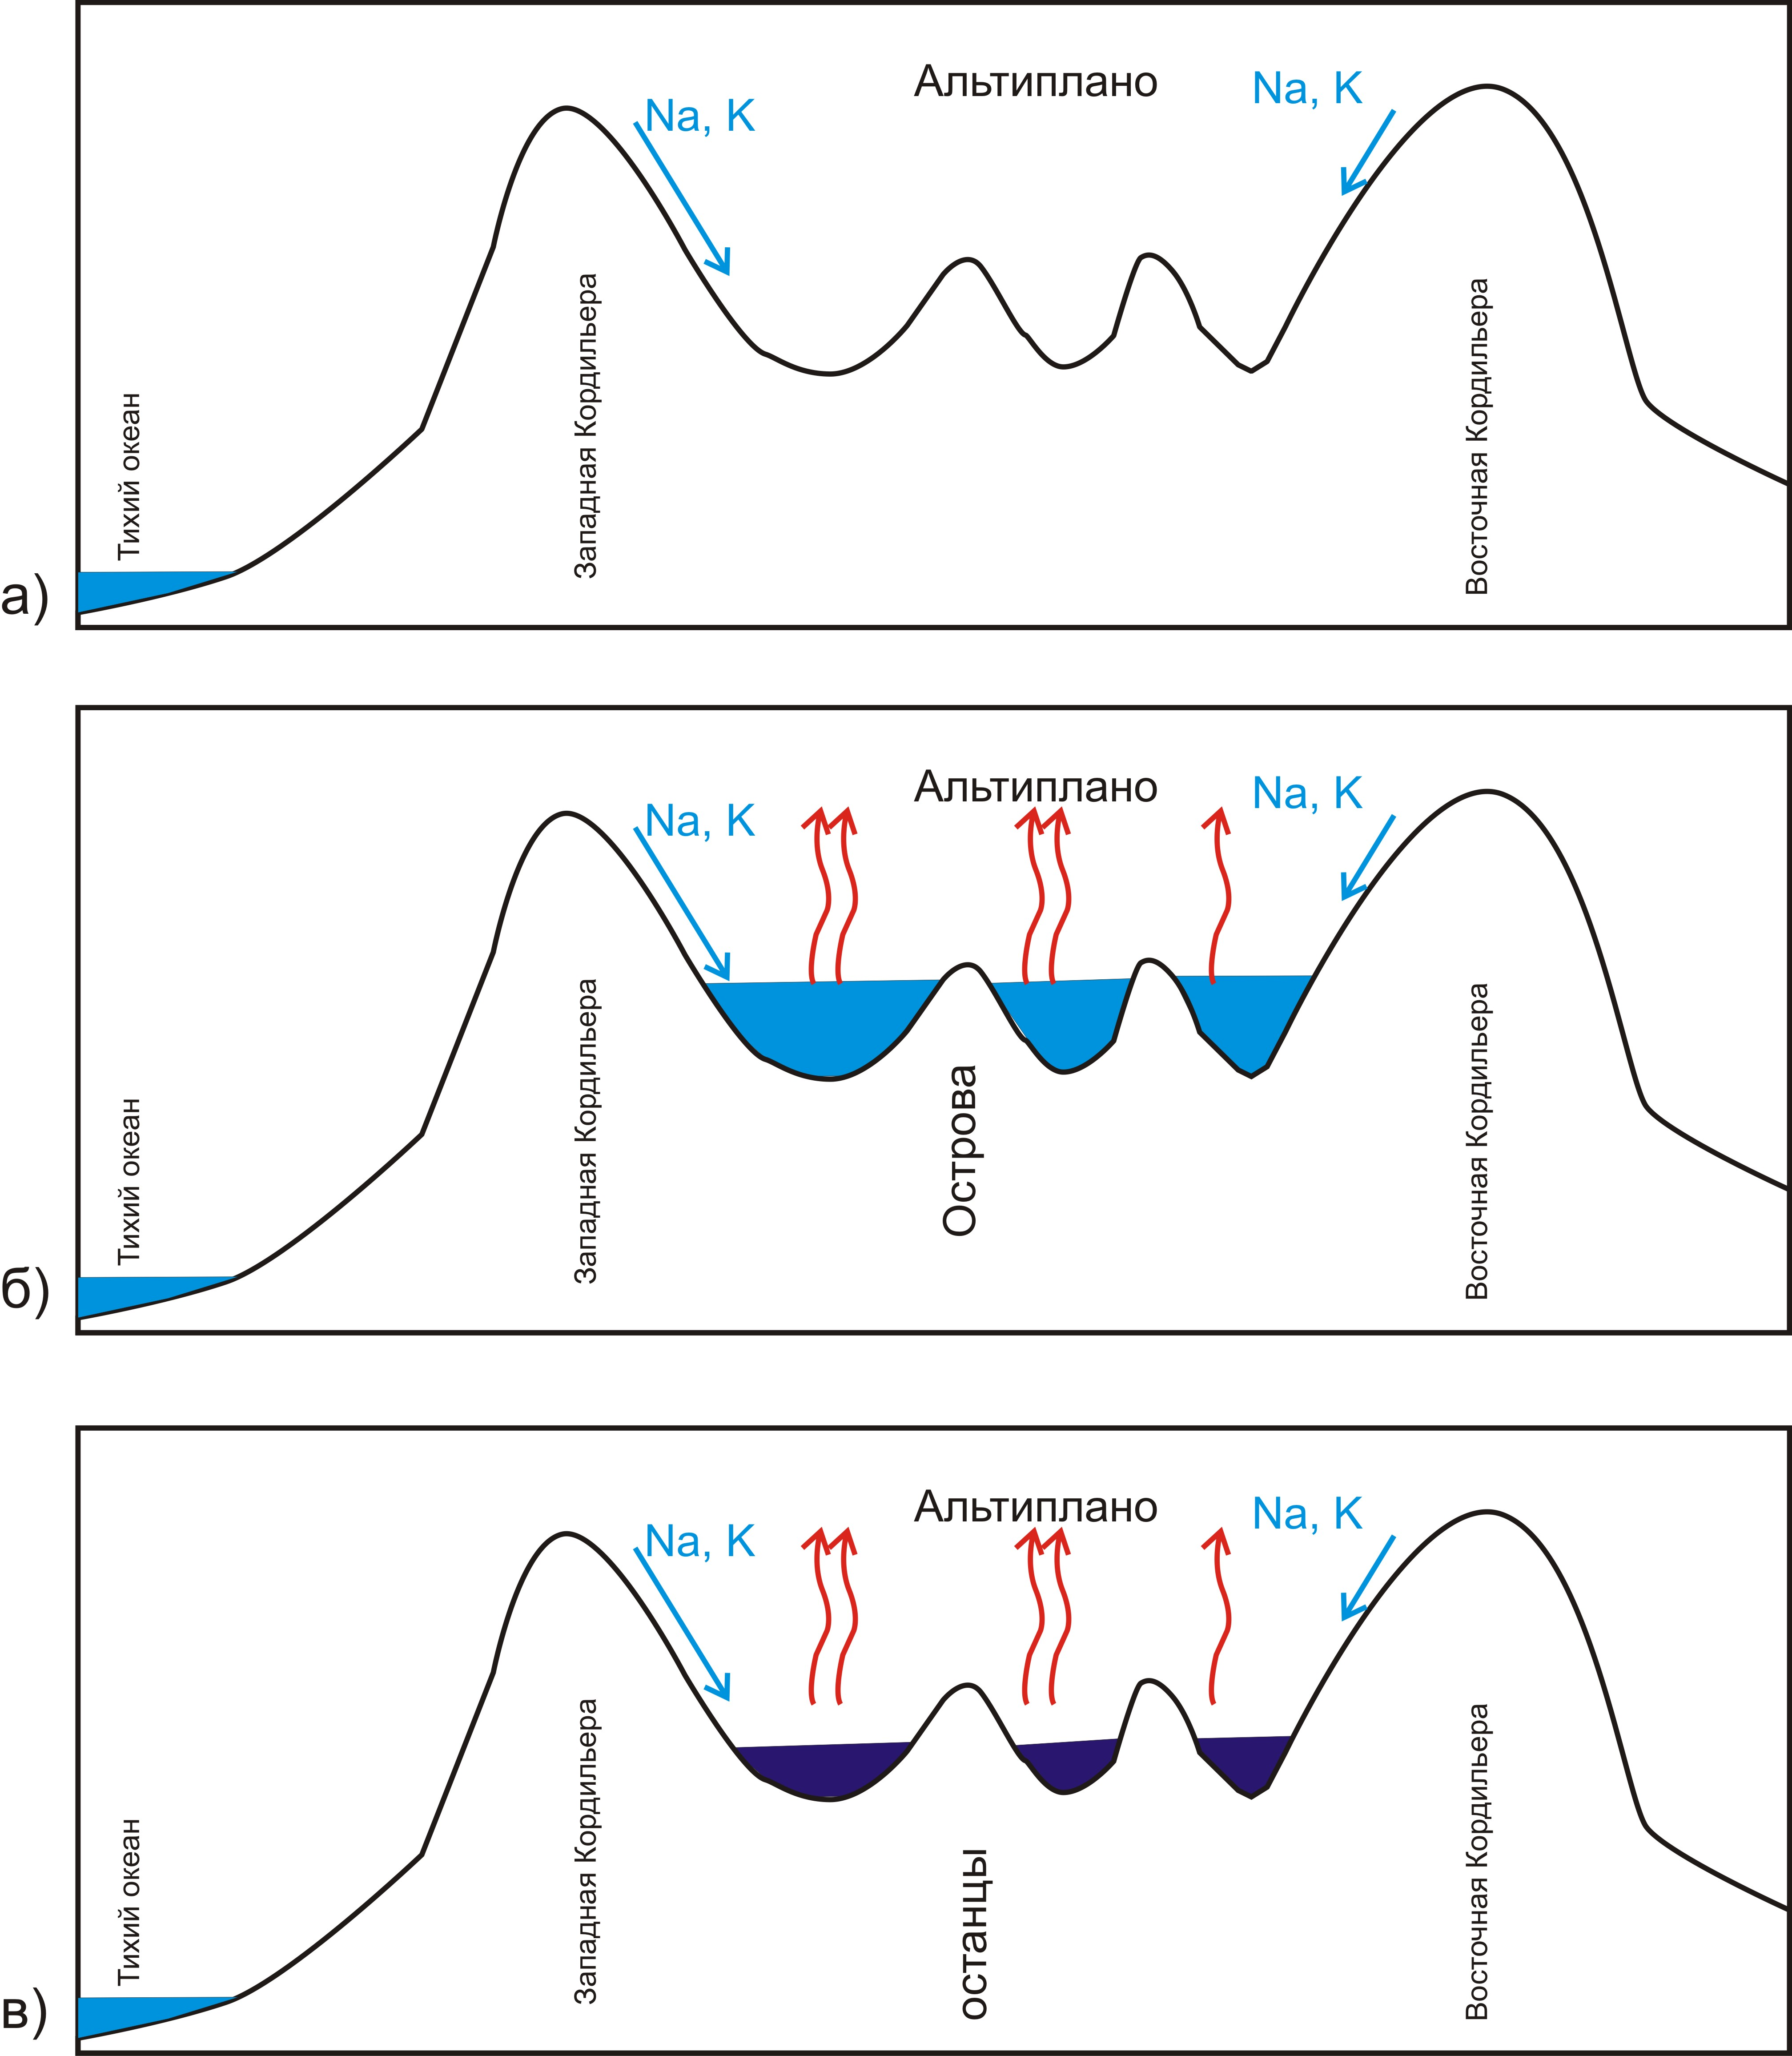 Альтиплано
Na, K
Na, K
Тихий океан
Западная Кордильера
Восточная Кордильера
а)
Альтиплано
Na, K
Na, K
Тихий океан
Западная Кордильера
Острова
Восточная Кордильера
б)
Альтиплано
Na, K
Na, K
Тихий океан
Западная Кордильера
останцы
Восточная Кордильера
в)